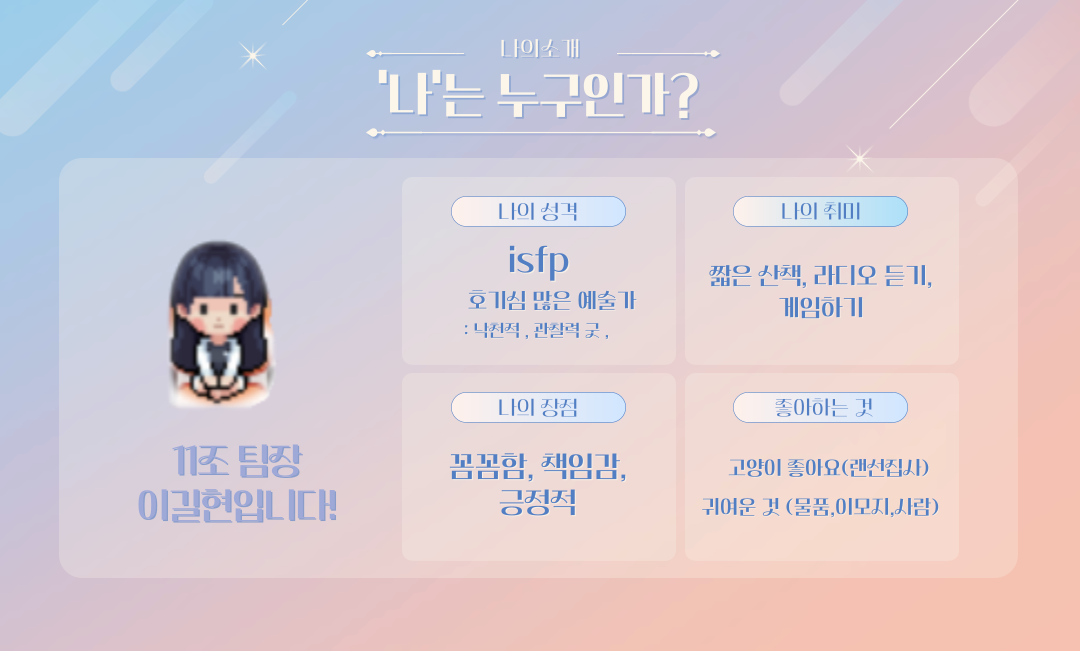 나의소개
'나'는 누구인가?
나의 성격
isfp
호기심 많은 예술가
: 낙천적 , 관찰력 굿 ,
나의 취미
짧은 산책, 라디오 듣기,
게임하기
나의 장점
꼼꼼함, 책임감,
긍정적
좋아하는 것
고양이 좋아요(랜선집사)
귀여운 것 (물품,이모지,사람)
11조 팀장
이길현입니다!